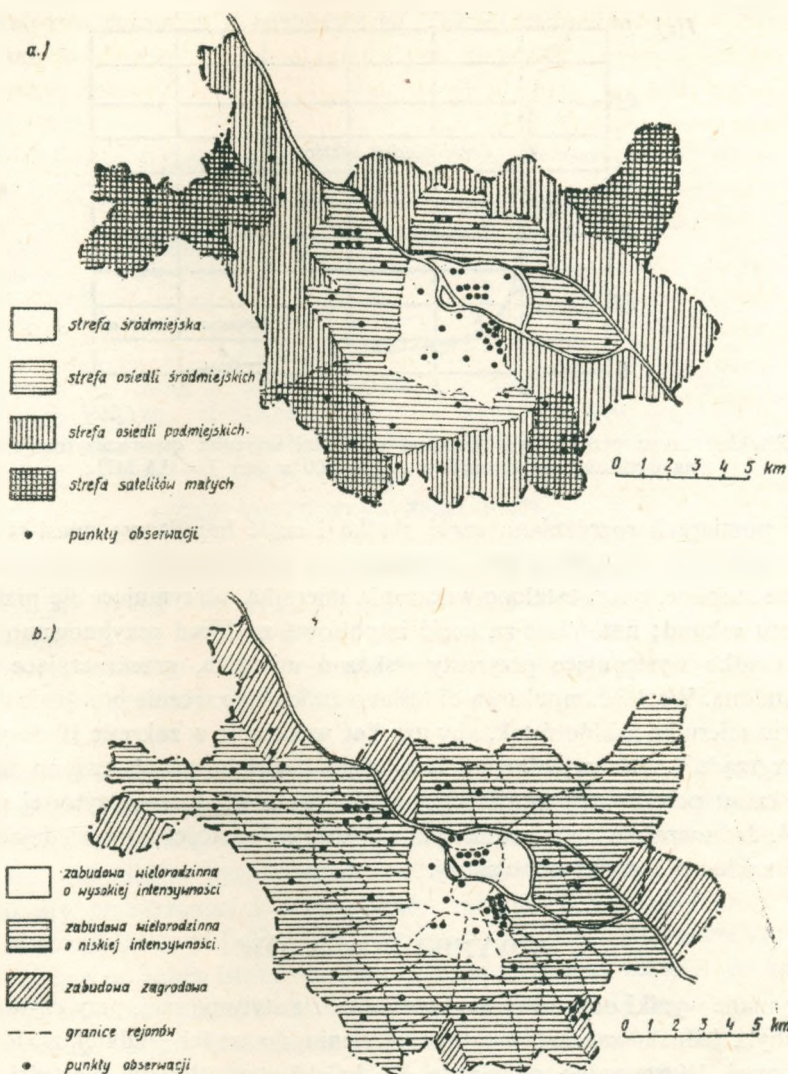 a.)
strefa śródmiejska
strefa osiedli śródmiejskich
strefa osiedli podmiejskich.
strefa satelitów małych
punkty obserwacji
0 1 2 3 4 5 km
b.)
zabudowa wielorodzinna
o wysokiej intensywności
zabudowa wielorodzinna
o niskiej intensywności.
zabudowa zagrodowa
granice rejonów
punkty obserwacji
0 1 2 3 4 5 km